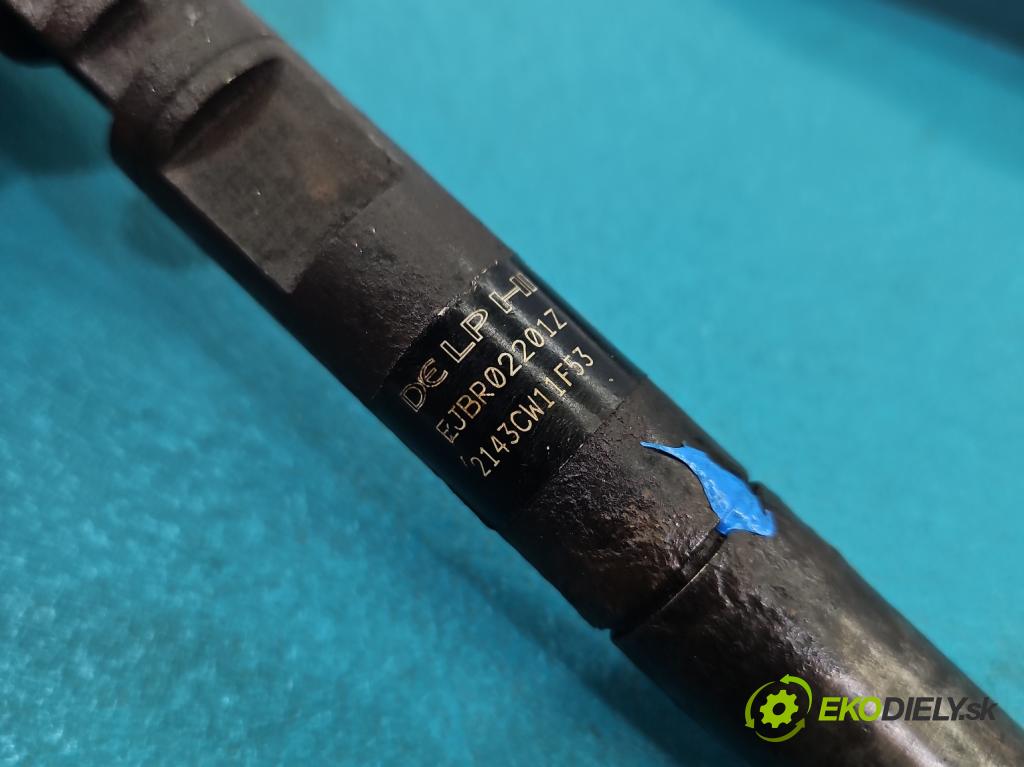 DELPHI
EJBR02201Z
2143CW11F53
EKODIELY.sk